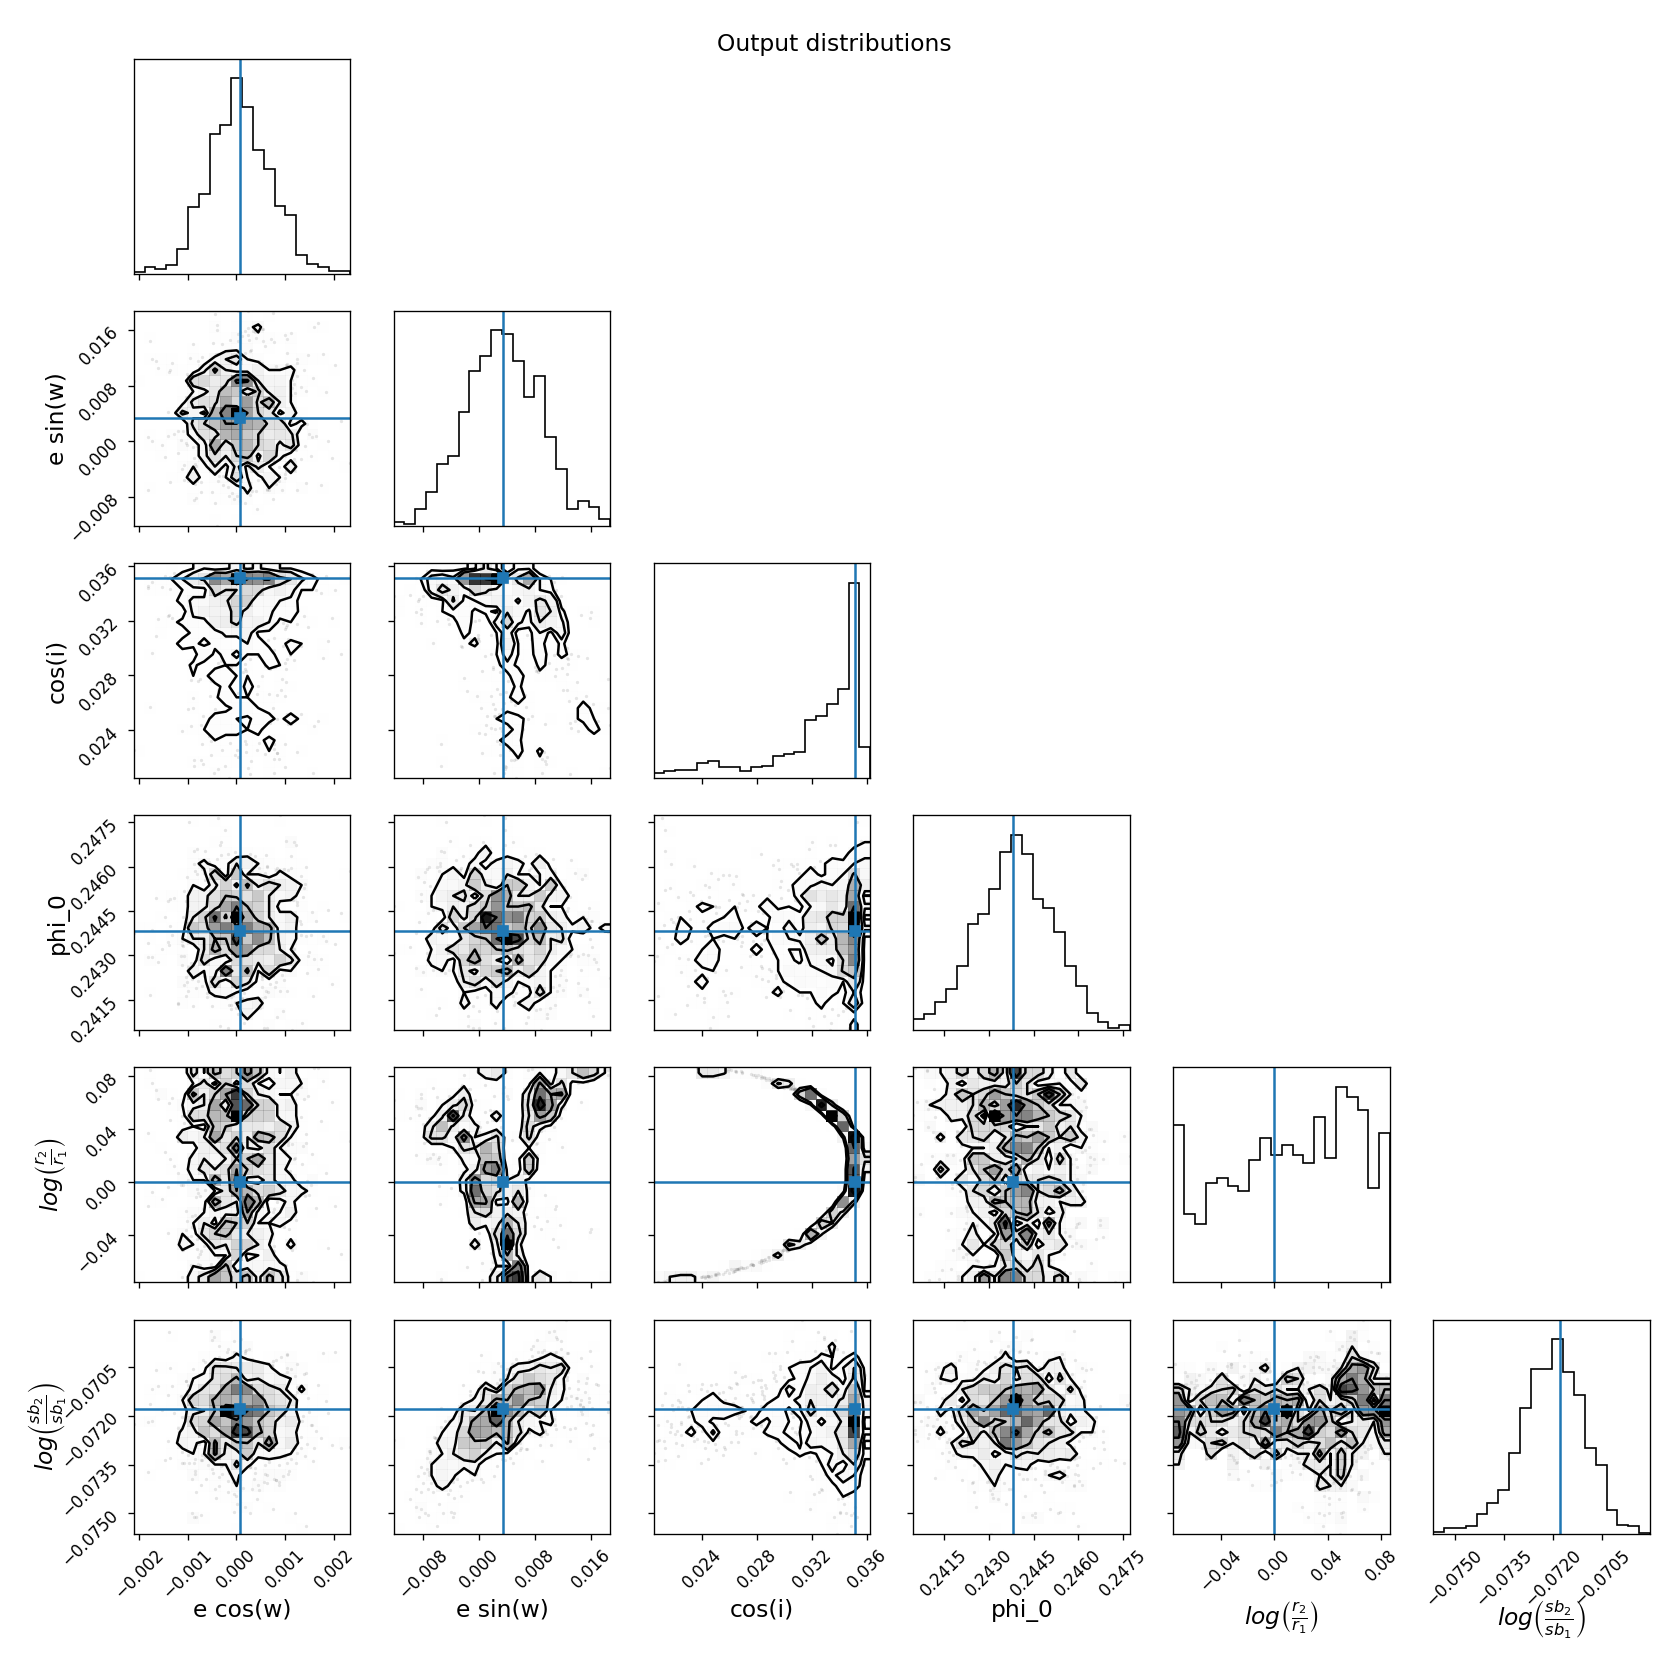 Output distributions
e sin(w)
0.016
0.008
0.000
−0.008
cos(i)
0.036
0.032
0.028
0.024
phi_0
0.2475
0.2460
0.2445
0.2430
0.2415
log(r₂/r₁)
0.08
0.04
0.00
−0.04
log(sb₂/sb₁)
−0.0705
−0.0720
−0.0735
−0.0750
−0.002 −0.001 0.000 0.001 0.002
−0.008 0.000 0.008 0.016
0.024 0.028 0.032 0.036
0.2415 0.2430 0.2445 0.2460 0.2475
−0.04 0.00 0.04 0.08
−0.0750 −0.0735 −0.0720 −0.0705
e cos(w)
e sin(w)
cos(i)
phi_0
log(r₂/r₁)
log(sb₂/sb₁)